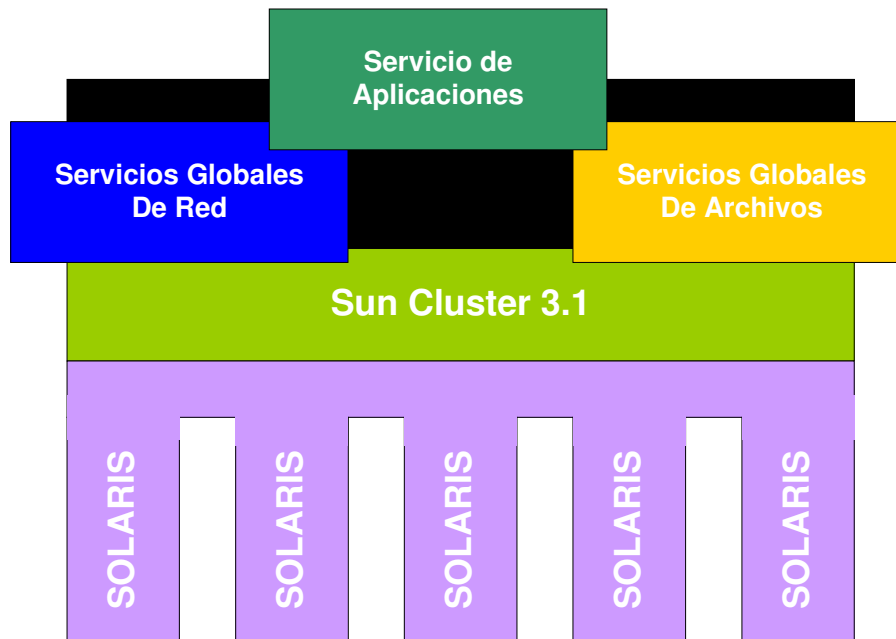 Servicio de
Aplicaciones
Servicios Globales
De Red
Servicios Globales
De Archivos
Sun Cluster 3.1
SOLARIS
SOLARIS
SOLARIS
SOLARIS
SOLARIS